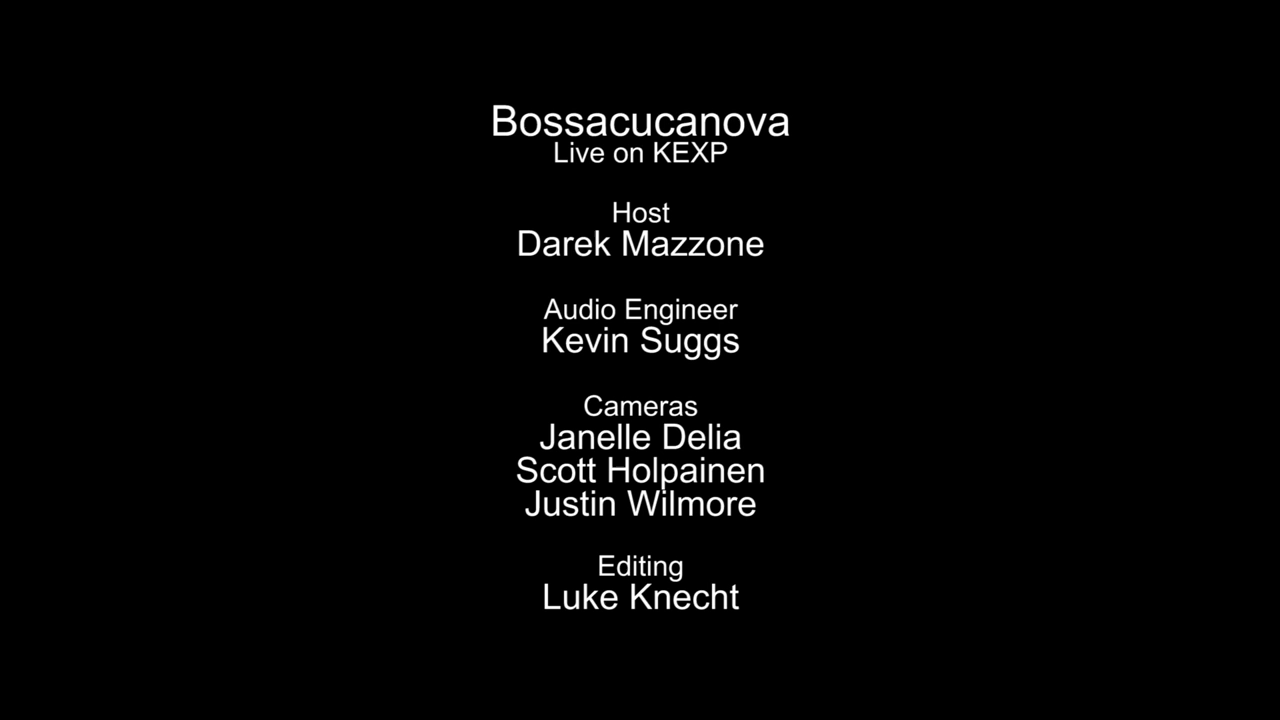 Bossacucanova
Live on KEXP
Host
Darek Mazzone
Audio Engineer
Kevin Suggs
Cameras
Janelle Delia
Scott Holpainen
Justin Wilmore
Editing
Luke Knecht